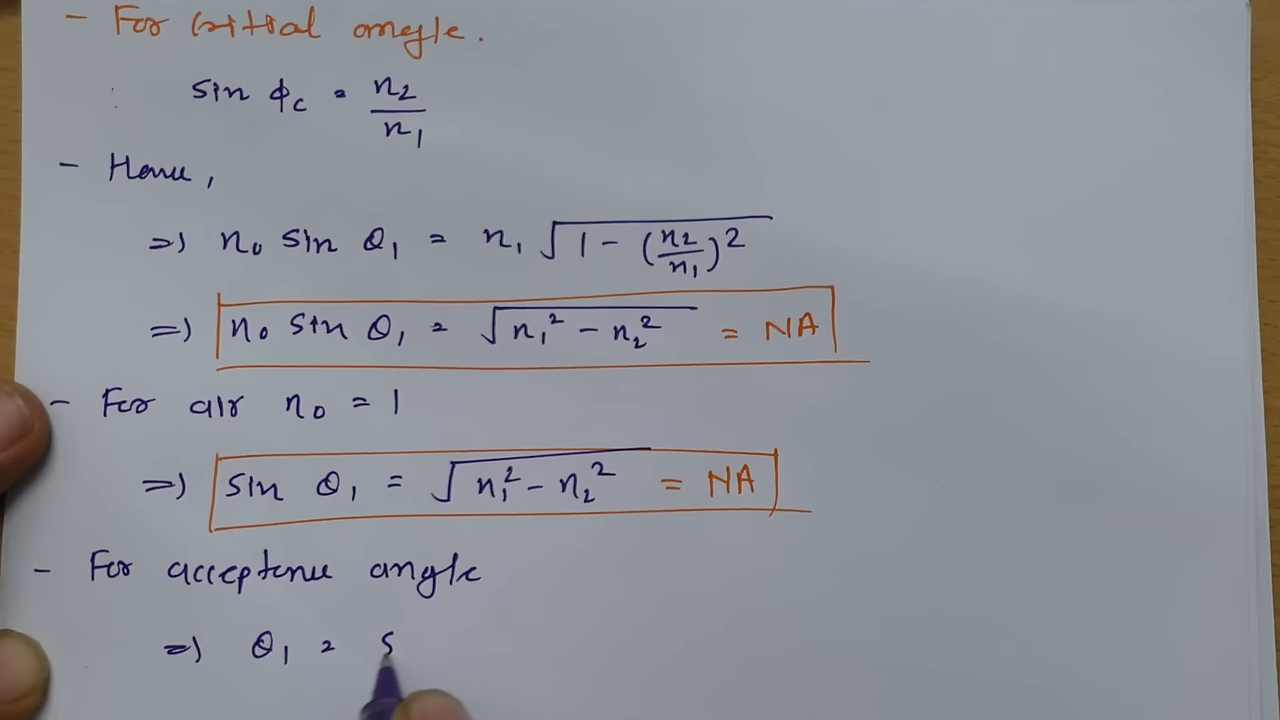 - For critical angle.
sin φc = n2/n1
- Hence,
=> n0 sin θ1 = n1 √(1 - (n2/n1)2)
=> n0 sin θ1 = √(n1² - n2²) = NA
- For air n0 = 1
=> sin θ1 = √(n1² - n2²) = NA
- For acceptence angle
=> θ1 = s